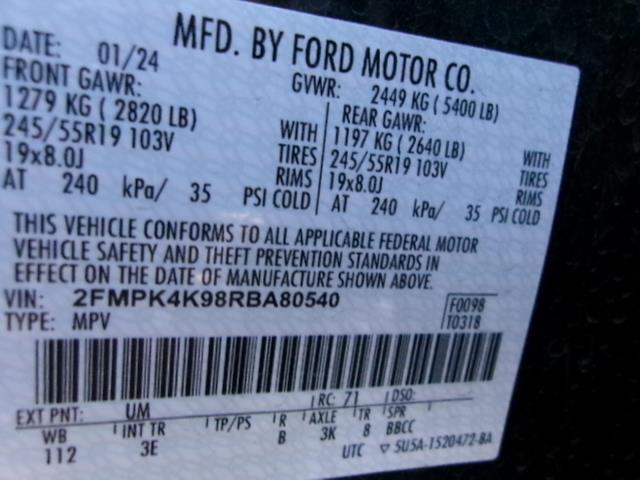 MFD. BY FORD MOTOR CO.
DATE: 01/24 GVWR: 2449 KG ( 5400 LB)
FRONT GAWR: REAR GAWR:
1279 KG ( 2820 LB) WITH 1197 KG ( 2640 LB) WITH
245/55R19 103V TIRES 245/55R19 103V TIRES
19x8.0J RIMS 19x8.0J RIMS
AT 240 kPa/ 35 PSI COLD AT 240 kPa/ 35 PSI COLD
THIS VEHICLE CONFORMS TO ALL APPLICABLE FEDERAL MOTOR
VEHICLE SAFETY AND THEFT PREVENTION STANDARDS IN
EFFECT ON THE DATE OF MANUFACTURE SHOWN ABOVE.
VIN: 2FMPK4K98RBA80540 F0098
TYPE: MPV T0318
EXT PNT: UM RC: 71 DSO:
WB INT TR TP/PS R AXLE TR SPR
112 3E B 3K 8 BBCC
UTC ▽ 5U5A-1520472-BA